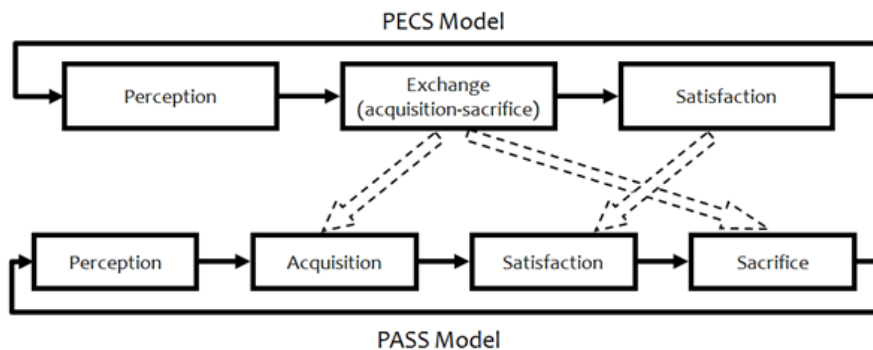 PECS Model
Perception
Exchange
(acquisition-sacrifice)
Satisfaction
Perception
Acquisition
Satisfaction
Sacrifice
PASS Model